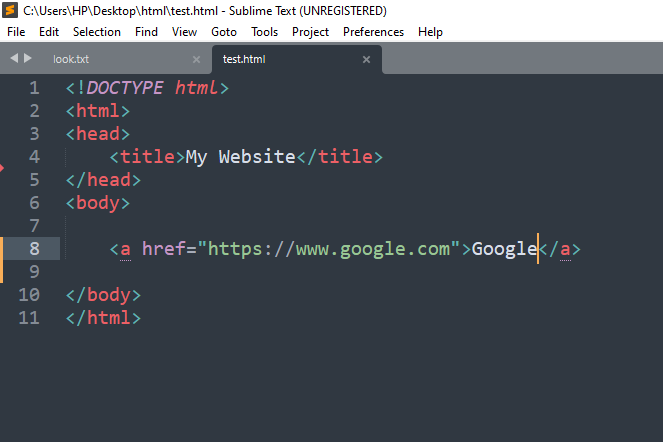 C:\Users\HP\Desktop\html\test.html - Sublime Text (UNREGISTERED)
File Edit Selection Find View Goto Tools Project Preferences Help
look.txt × test.html ×
1 <!DOCTYPE html>
2 <html>
3 <head>
4 <title>My Website</title>
5 </head>
6 <body>
7
8 <a href="https://www.google.com">Google</a>
9
10 </body>
11 </html>